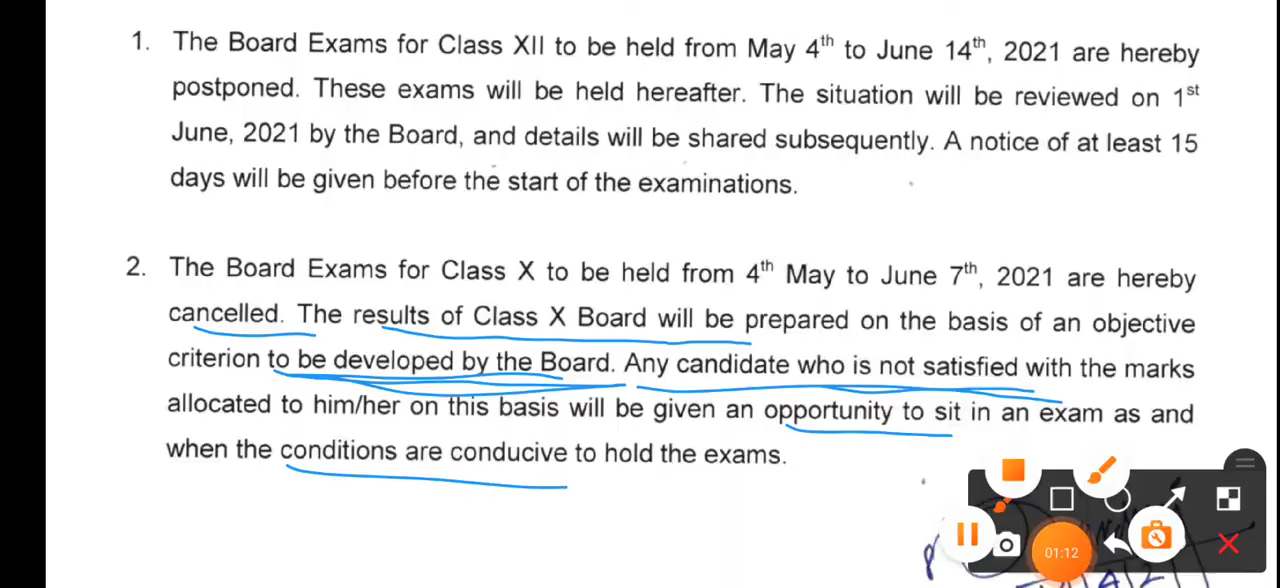 1. The Board Exams for Class XII to be held from May 4th to June 14th, 2021 are hereby
postponed. These exams will be held hereafter. The situation will be reviewed on 1st
June, 2021 by the Board, and details will be shared subsequently. A notice of at least 15
days will be given before the start of the examinations.
2. The Board Exams for Class X to be held from 4th May to June 7th, 2021 are hereby
cancelled. The results of Class X Board will be prepared on the basis of an objective
criterion to be developed by the Board. Any candidate who is not satisfied with the marks
allocated to him/her on this basis will be given an opportunity to sit in an exam as and
when the conditions are conducive to hold the exams.
01:12